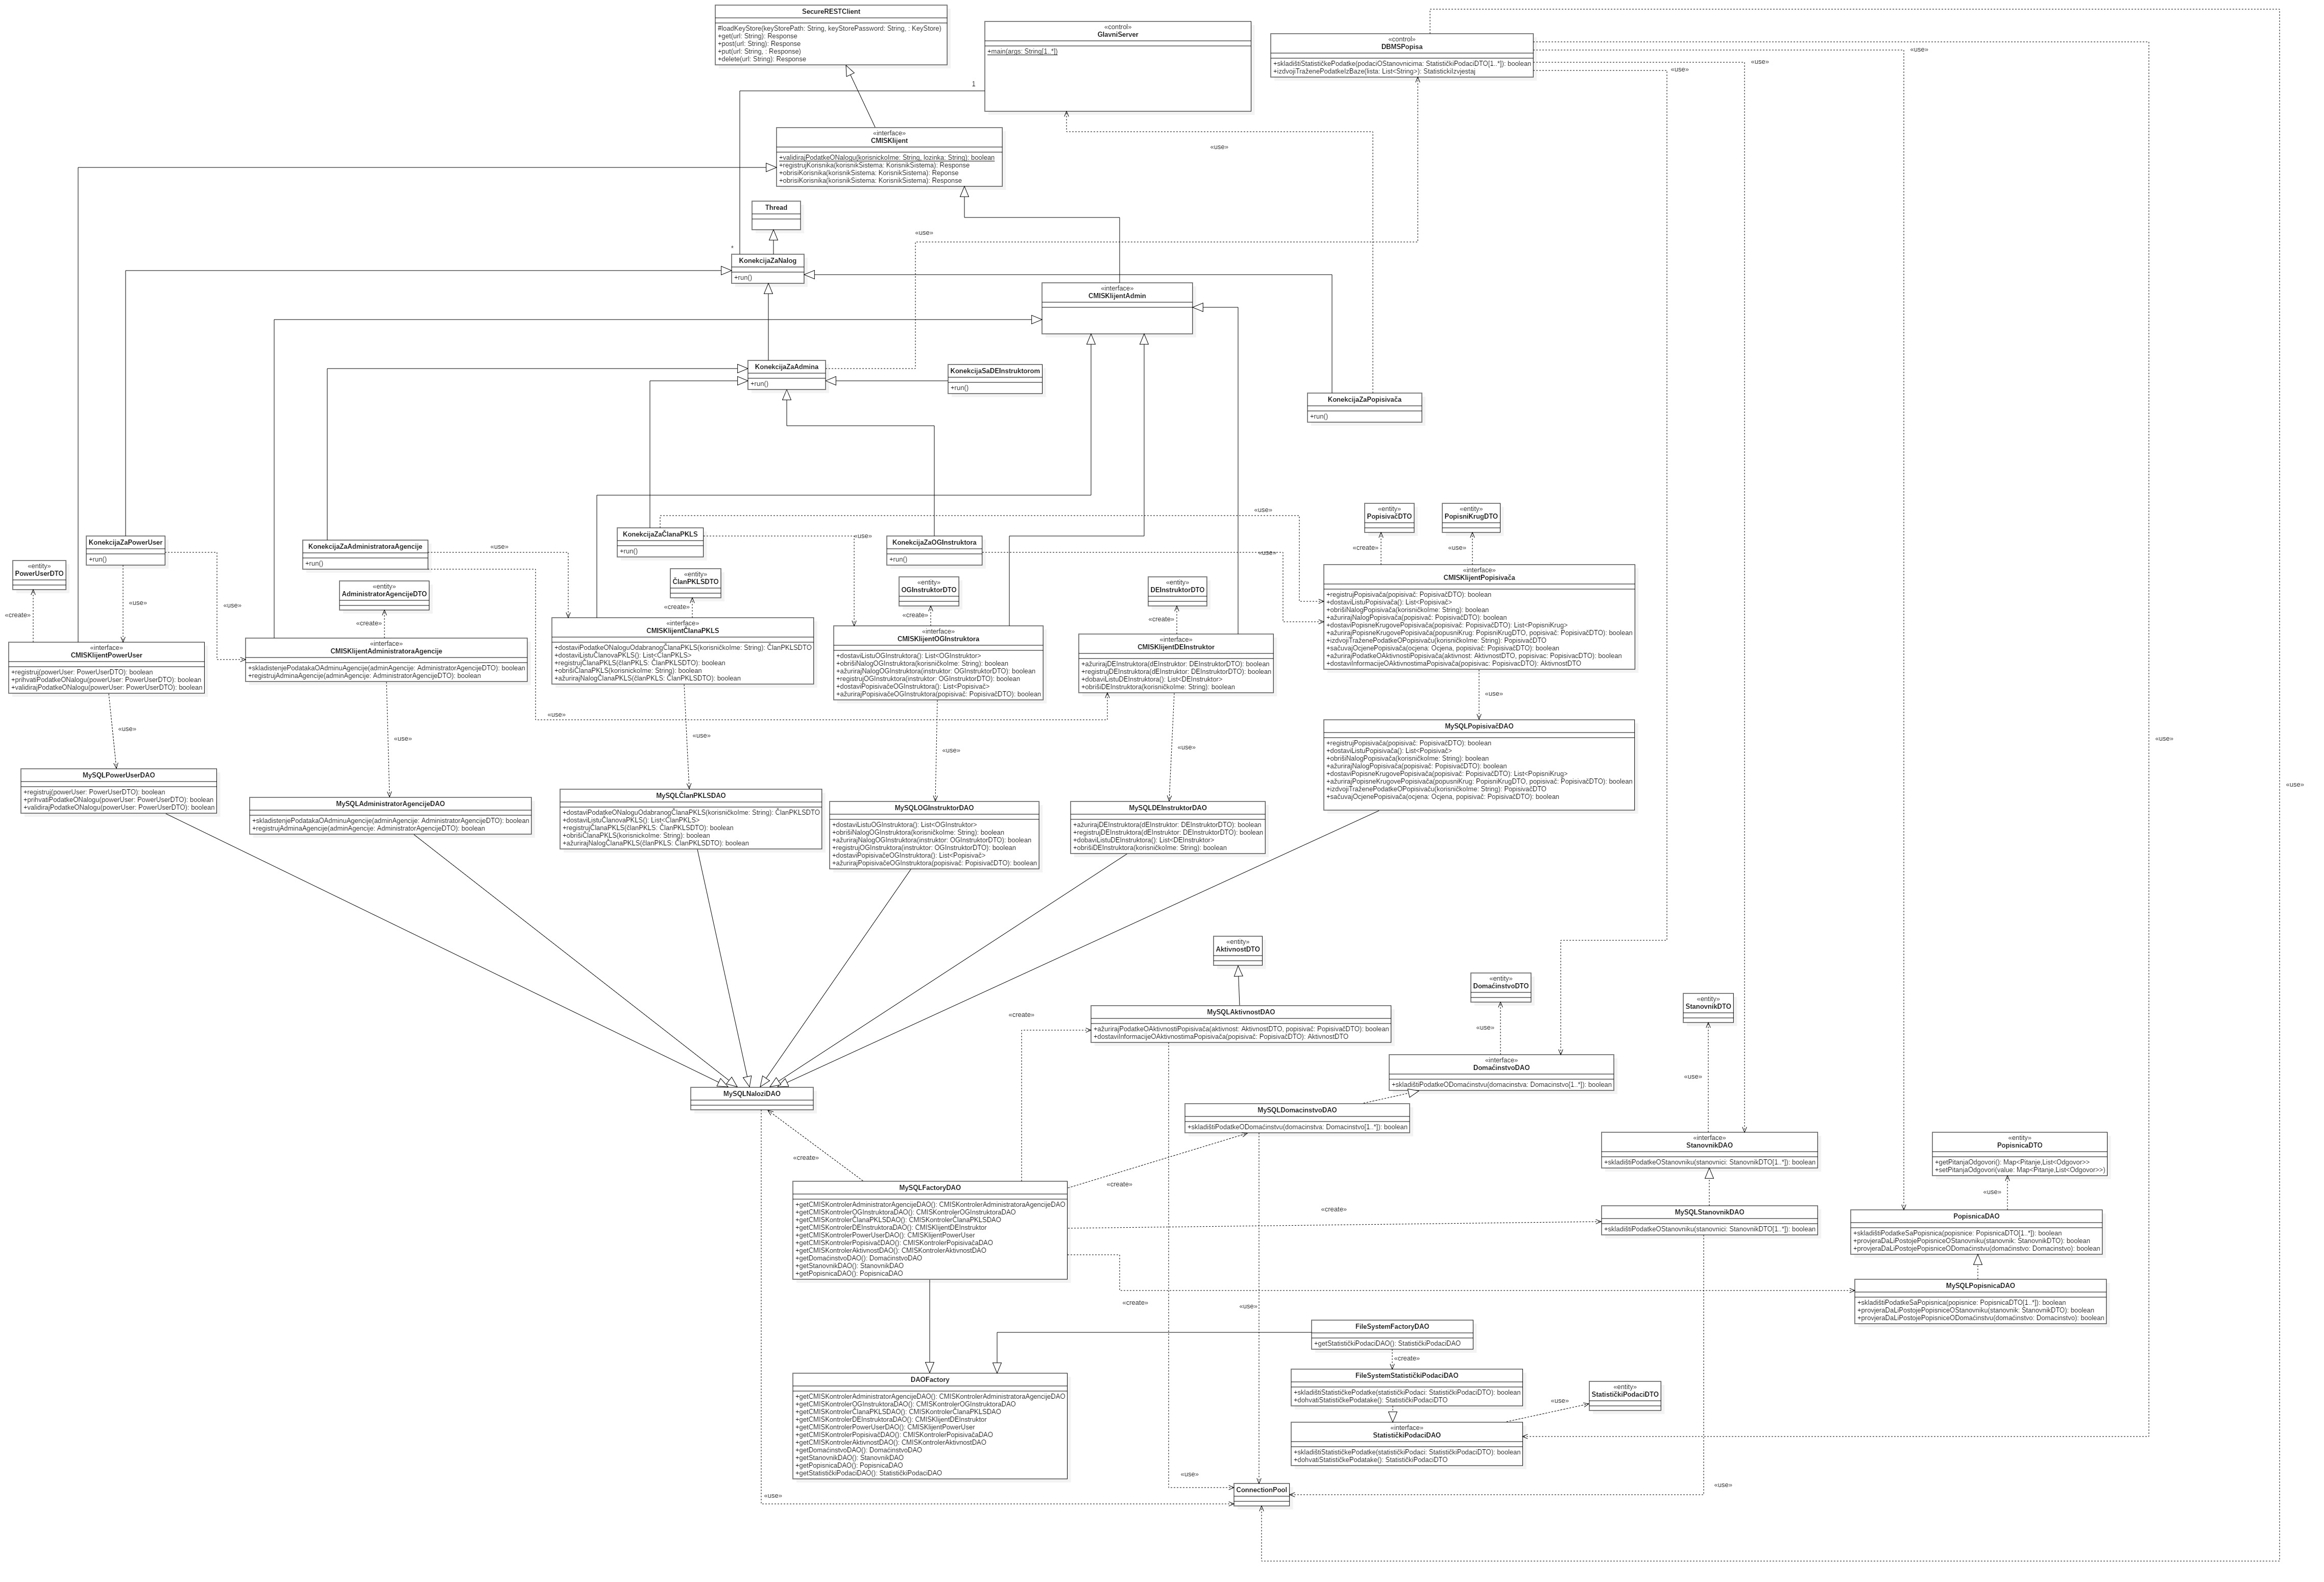 SecureRESTClient
#loadKeyStore(keyStorePath: String, keyStorePassword: String, : KeyStore)
+get(url: String): Response
+post(url: String): Response
+put(url: String, : Response)
+delete(url: String): Response
«control»
GlavniServer
+main(args: String[1..*])
«control»
DBMSPopisa
+skladištiStatističkePodatke(podaciOStanovnicima: StatističkiPodaciDTO[1..*]): boolean
+izdvojiTraženePodatkeIzBaze(lista: List<String>): StatistickiIzvjestaj
«use»
«use»
«use»
1
«interface»
CMISKlijent
+validirajPodatkeONalogu(korisnickoIme: String, lozinka: String): boolean
+registrujKorisnika(korisnikSistema: KorisnikSistema): Response
+obrisiKorisnika(korisnikSistema: KorisnikSistema): Reponse
+obrisiKorisnika(korisnikSistema: KorisnikSistema): Response
«use»
Thread
«use»
*
KonekcijaZaNalog
+run()
«interface»
CMISKlijentAdmin
KonekcijaZaAdmina
+run()
KonekcijaSaDEInstruktorom
+run()
KonekcijaZaPopisivača
+run()
«use»
«entity»
PopisivačDTO
«entity»
PopisniKrugDTO
KonekcijaZaPowerUser
+run()
KonekcijaZaAdministratoraAgencije
+run()
«use»
KonekcijaZaČlanaPKLS
+run()
«use»
KonekcijaZaOGInstruktora
+run()
«use»
«create»
«use»
«entity»
PowerUserDTO
«entity»
AdministratorAgencijeDTO
«entity»
ČlanPKLSDTO
«entity»
OGInstruktorDTO
«entity»
DEInstruktorDTO
«create»
«use»
«use»
«create»
«create»
«create»
«create»
«interface»
CMISKlijentPopisivača
+registrujPopisivača(popisivač: PopisivačDTO): boolean
+dostaviListuPopisivača(): List<Popisivač>
+obrišiNalogPopisivača(korisničkoIme: String): boolean
+ažurirajNalogPopisivača(popisivač: PopisivačDTO): boolean
+dostaviPopisneKrugovePopisivača(popisivač: PopisivačDTO): List<PopisniKrug>
+ažurirajPopisneKrugovePopisivača(popusniKrug: PopisniKrugDTO, popisivač: PopisivačDTO): boolean
+izdvojiTraženePodatkeOPopisivaču(korisničkoIme: String): PopisivačDTO
+sačuvajOcjenePopisivača(ocjena: Ocjena, popisivač: PopisivačDTO): boolean
+ažurirajPodatkeOAktivnostiPopisivača(aktivnost: AktivnostDTO, popisivac: PopisivacDTO): boolean
+dostaviInformacijeOAktivnostimaPopisivača(popisivac: PopisivacDTO): AktivnostDTO
«interface»
CMISKlijentPowerUser
+registruj(powerUser: PowerUserDTO): boolean
+prihvatiPodatkeONalogu(powerUser: PowerUserDTO): boolean
+validirajPodatkeONalogu(powerUser: PowerUserDTO): boolean
«interface»
CMISKlijentAdministratoraAgencije
+skladistenjePodatakaOAdminuAgencije(adminAgencije: AdministratorAgencijeDTO): boolean
+registrujAdminaAgencije(adminAgencije: AdministratorAgencijeDTO): boolean
«interface»
CMISKlijentČlanaPKLS
+dostaviPodatkeONaloguOdabranogČlanaPKLS(korisničkoIme: String): ČlanPKLSDTO
+dostaviListuČlanovaPKLS(): List<ČlanPKLS>
+registrujČlanaPKLS(članPKLS: ČlanPKLSDTO): boolean
+obrišiČlanaPKLS(korisnickoIme: String): boolean
+ažurirajNalogČlanaPKLS(članPKLS: ČlanPKLSDTO): boolean
«interface»
CMISKlijentOGInstruktora
+dostaviListuOGInstruktora(): List<OGInstruktor>
+obrišiNalogOGInstruktora(korisničkoIme: String): boolean
+ažurirajNalogOGInstruktora(instruktor: OGInstruktorDTO): boolean
+registrujOGInstruktora(instruktor: OGInstruktorDTO): boolean
+dostaviPopisivačeOGInstruktora(): List<Popisivač>
+ažurirajPopisivačeOGInstruktora(popisivač: PopisivačDTO): boolean
«interface»
CMISKlijentDEInstruktor
+ažurirajDEInstruktora(dEInstruktor: DEInstruktorDTO): boolean
+registrujDEInstruktora(dEInstruktor: DEInstruktorDTO): boolean
+dobaviListuDEInstruktora(): List<DEInstruktor>
+obrišiDEInstruktora(korisničkoIme: String): boolean
«use»
«use»
«use»
«use»
«use»
«use»
«use»
«use»
«use»
MySQLPopisivačDAO
+registrujPopisivača(popisivač: PopisivačDTO): boolean
+dostaviListuPopisivača(): List<Popisivač>
+obrišiNalogPopisivača(korisničkoIme: String): boolean
+ažurirajNalogPopisivača(popisivač: PopisivačDTO): boolean
+dostaviPopisneKrugovePopisivača(popisivač: PopisivačDTO): List<PopisniKrug>
+ažurirajPopisneKrugovePopisivača(popusniKrug: PopisniKrugDTO, popisivač: PopisivačDTO): boolean
+izdvojiTraženePodatkeOPopisivaču(korisničkoIme: String): PopisivačDTO
+sačuvajOcjenePopisivača(ocjena: Ocjena, popisivač: PopisivačDTO): boolean
MySQLPowerUserDAO
+registruj(powerUser: PowerUserDTO): boolean
+prihvatiPodatkeONalogu(powerUser: PowerUserDTO): boolean
+validirajPodatkeONalogu(powerUser: PowerUserDTO): boolean
MySQLAdministratorAgencijeDAO
+skladistenjePodatakaOAdminuAgencije(adminAgencije: AdministratorAgencijeDTO): boolean
+registrujAdminaAgencije(adminAgencije: AdministratorAgencijeDTO): boolean
MySQLČlanPKLSDAO
+dostaviPodatkeONaloguOdabranogČlanaPKLS(korisničkoIme: String): ČlanPKLSDTO
+dostaviListuČlanovaPKLS(): List<ČlanPKLS>
+registrujČlanaPKLS(članPKLS: ČlanPKLSDTO): boolean
+obrišiČlanaPKLS(korisnickoIme: String): boolean
+ažurirajNalogČlanaPKLS(članPKLS: ČlanPKLSDTO): boolean
MySQLOGInstruktorDAO
+dostaviListuOGInstruktora(): List<OGInstruktor>
+obrišiNalogOGInstruktora(korisničkoIme: String): boolean
+ažurirajNalogOGInstruktora(instruktor: OGInstruktorDTO): boolean
+registrujOGInstruktora(instruktor: OGInstruktorDTO): boolean
+dostaviPopisivačeOGInstruktora(): List<Popisivač>
+ažurirajPopisivačeOGInstruktora(popisivač: PopisivačDTO): boolean
MySQLDEInstruktorDAO
+ažurirajDEInstruktora(dEInstruktor: DEInstruktorDTO): boolean
+registrujDEInstruktora(dEInstruktor: DEInstruktorDTO): boolean
+dobaviListuDEInstruktora(): List<DEInstruktor>
+obrišiDEInstruktora(korisničkoIme: String): boolean
«entity»
AktivnostDTO
«entity»
DomaćinstvoDTO
«entity»
StanovnikDTO
«create»
MySQLAktivnostDAO
+ažurirajPodatkeOAktivnostiPopisivača(aktivnost: AktivnostDTO, popisivač: PopisivačDTO): boolean
+dostaviInformacijeOAktivnostimaPopisivača(popisivač: PopisivačDTO): AktivnostDTO
«use»
«interface»
DomaćinstvoDAO
+skladištiPodatkeODomaćinstvu(domacinstva: Domacinstvo[1..*]): boolean
«use»
MySQLNaloziDAO
MySQLDomacinstvoDAO
+skladištiPodatkeODomaćinstvu(domacinstva: Domacinstvo[1..*]): boolean
«interface»
StanovnikDAO
+skladištiPodatkeOStanovniku(stanovnici: StanovnikDTO[1..*]): boolean
«entity»
PopisnicaDTO
+getPitanjaOdgovori(): Map<Pitanje,List<Odgovor>>
+setPitanjaOdgovori(value: Map<Pitanje,List<Odgovor>>)
«create»
«create»
«use»
MySQLFactoryDAO
+getCMISKontrolerAdministratorAgencijeDAO(): CMISKontrolerAdministratoraAgencijeDAO
+getCMISKontrolerOGInstruktoraDAO(): CMISKontrolerOGInstruktoraDAO
+getCMISKontrolerČlanaPKLSDAO(): CMISKontrolerČlanaPKLSDAO
+getCMISKontrolerDEInstruktoraDAO(): CMISKlijentDEInstruktor
+getCMISKontrolerPowerUserDAO(): CMISKlijentPowerUser
+getCMISKontrolerPopisivačDAO(): CMISKontrolerPopisivačaDAO
+getCMISKontrolerAktivnostDAO(): CMISKontrolerAktivnostDAO
+getDomaćinstvoDAO(): DomaćinstvoDAO
+getStanovnikDAO(): StanovnikDAO
+getPopisnicaDAO(): PopisnicaDAO
«create»
MySQLStanovnikDAO
+skladištiPodatkeOStanovniku(stanovnici: StanovnikDTO[1..*]): boolean
PopisnicaDAO
+skladištiPodatkeSaPopisnica(popisnice: PopisnicaDTO[1..*]): boolean
+provjeraDaLiPostojePopisniceOStanovniku(stanovnik: StanovnikDTO): boolean
+provjeraDaLiPostojePopisniceODomaćinstvu(domaćinstvo: Domacinstvo): boolean
MySQLPopisnicaDAO
+skladištiPodatkeSaPopisnica(popisnice: PopisnicaDTO[1..*]): boolean
+provjeraDaLiPostojePopisniceOStanovniku(stanovnik: StanovnikDTO): boolean
+provjeraDaLiPostojePopisniceODomaćinstvu(domaćinstvo: Domacinstvo): boolean
«create»
«use»
FileSystemFactoryDAO
+getStatističkiPodaciDAO(): StatističkiPodaciDAO
«create»
DAOFactory
+getCMISKontrolerAdministratorAgencijeDAO(): CMISKontrolerAdministratoraAgencijeDAO
+getCMISKontrolerOGInstruktoraDAO(): CMISKontrolerOGInstruktoraDAO
+getCMISKontrolerČlanaPKLSDAO(): CMISKontrolerČlanaPKLSDAO
+getCMISKontrolerDEInstruktoraDAO(): CMISKlijentDEInstruktor
+getCMISKontrolerPowerUserDAO(): CMISKlijentPowerUser
+getCMISKontrolerPopisivačDAO(): CMISKontrolerPopisivačaDAO
+getCMISKontrolerAktivnostDAO(): CMISKontrolerAktivnostDAO
+getDomaćinstvoDAO(): DomaćinstvoDAO
+getStanovnikDAO(): StanovnikDAO
+getPopisnicaDAO(): PopisnicaDAO
+getStatističkiPodaciDAO(): StatističkiPodaciDAO
FileSystemStatističkiPodaciDAO
+skladištiStatističkePodatke(statističkiPodaci: StatističkiPodaciDTO): boolean
+dohvatiStatističkePodatake(): StatističkiPodaciDTO
«entity»
StatističkiPodaciDTO
«use»
«interface»
StatističkiPodaciDAO
+skladištiStatističkePodatke(statističkiPodaci: StatističkiPodaciDTO): boolean
+dohvatiStatističkePodatake(): StatističkiPodaciDTO
«use»
«use»
«use»
ConnectionPool